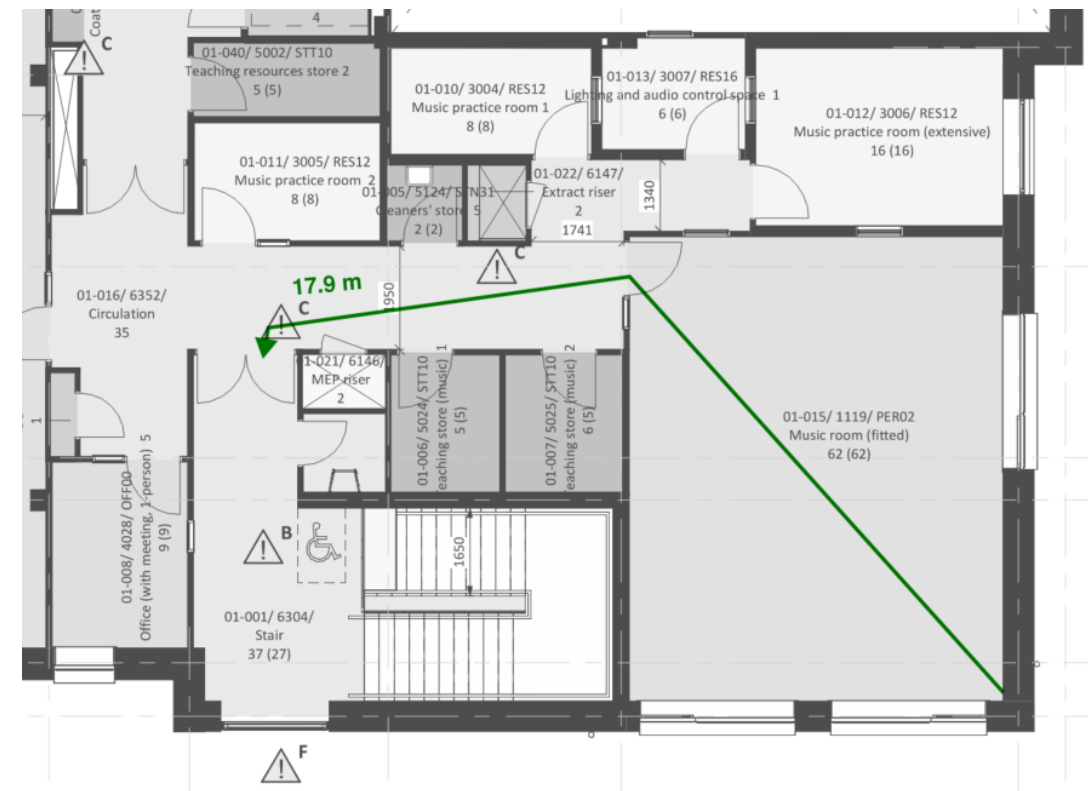 4
C
Coat
01-040/ 5002/ STT10
Teaching resources store 2
5 (5)
01-010/ 3004/ RES12
Music practice room 1
8 (8)
01-013/ 3007/ RES16
Lighting and audio control space 1
6 (6)
01-012/ 3006/ RES12
Music practice room (extensive)
16 (16)
01-011/ 3005/ RES12
Music practice room 2
8 (8)
01-005/ 5124/ STN31
Cleaners' store 5
2 (2)
01-022/ 6147/
Extract riser
2
1741
1340
C
17.9 m
1950
01-016/ 6352/
Circulation
35
C
01-021/ 6146/
MEP riser
2
01-006/ 5024/ STT10
eaching store (music) 1
5 (5)
01-007/ 5025/ STT10
eaching store (music) 2
6 (5)
01-015/ 1119/ PER02
Music room (fitted)
62 (62)
1
01-008/ 4028/ OFF00
Office (with meeting, 1-person) 5
9 (9)
B
1650
01-001/ 6304/
Stair
37 (27)
F